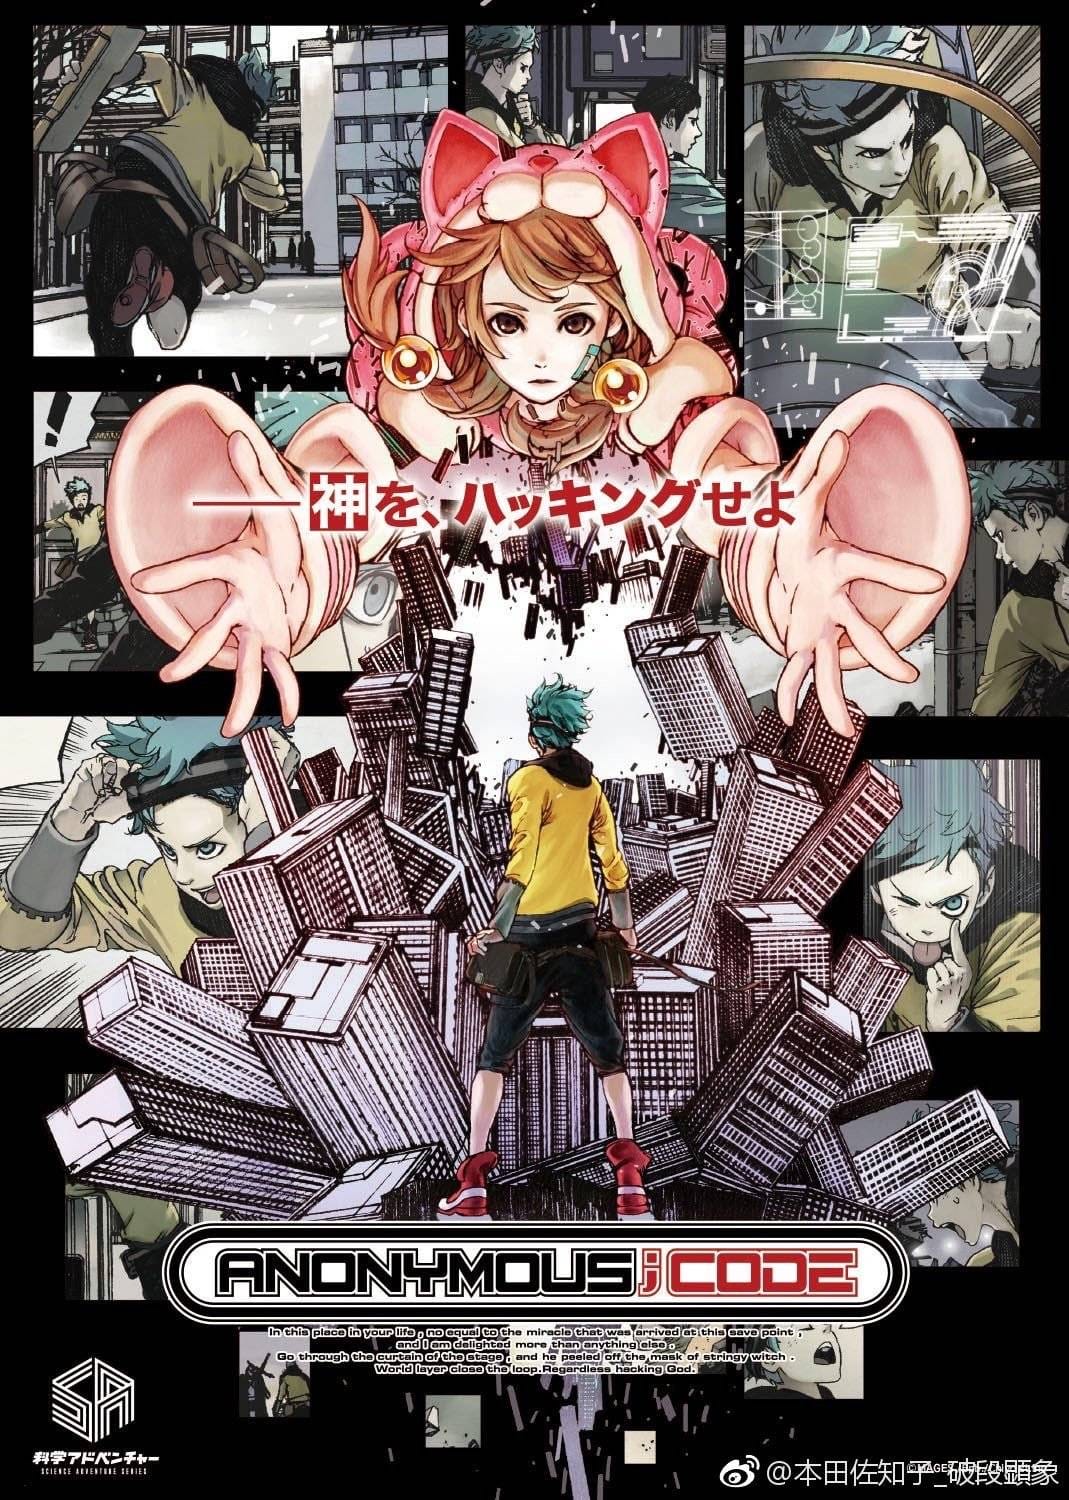 !!
——神を、ハッキングせよ
ANONYMOUS;CODE
In this place in your life , no equal to the miracle that was arrived at this save point ,
and I am delighted more than anything else .
Go through the curtain of the stage , and he peeled off the mask of stringy witch .
World layer close the loop.Regardless hacking God.
SA
科学アドベンチャー
SCIENCE ADVENTURE SERIES
@本田佐知子_破段顕象